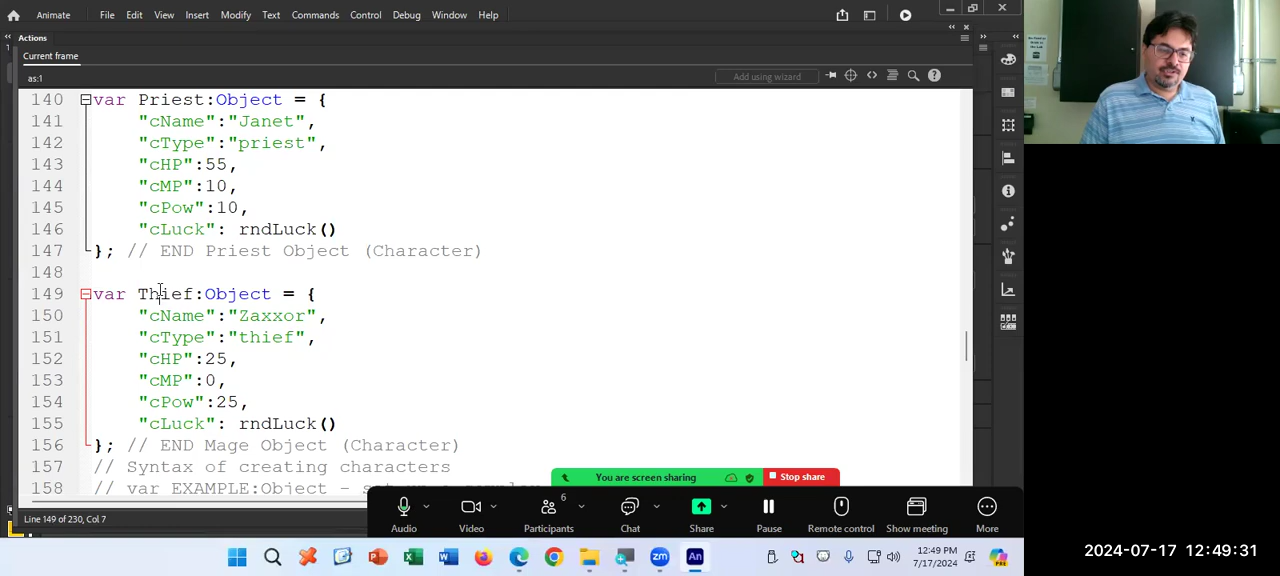 Animate File Edit View Insert Modify Text Commands Control Debug Window Help
Actions
Current frame
as:1
Add using wizard
140 var Priest:Object = {
141 "cName":"Janet",
142 "cType":"priest",
143 "cHP":55,
144 "cMP":10,
145 "cPow":10,
146 "cLuck": rndLuck()
147 }; // END Priest Object (Character)
148
149 var Thief:Object = {
150 "cName":"Zaxxor",
151 "cType":"thief",
152 "cHP":25,
153 "cMP":0,
154 "cPow":25,
155 "cLuck": rndLuck()
156 }; // END Mage Object (Character)
157 // Syntax of creating characters
158 // var EXAMPLE:Object -
You are screen sharing Stop share
Line 149 of 230, Col 7
6
Audio Video Participants Chat Share Pause Remote control Show meeting More
zm An
12:49 PM
7/17/2024
PRE
2024-07-17 12:49:31